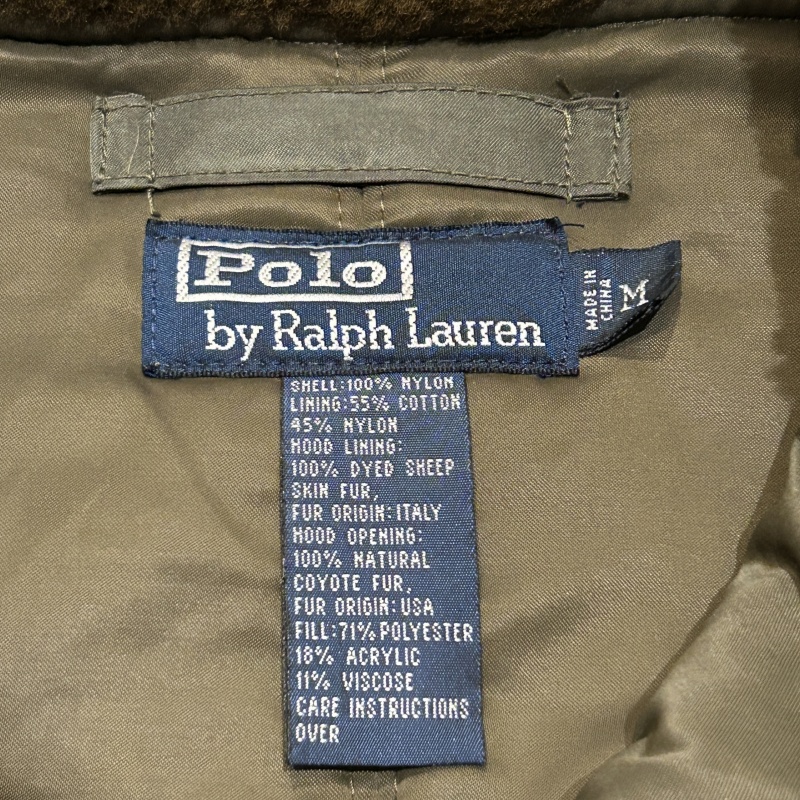 Polo
by Ralph Lauren
MADE IN
CHINA
M
SHELL:100% NYLON
LINING:55% COTTON
45% NYLON
HOOD LINING:
100% DYED SHEEP
SKIN FUR,
FUR ORIGIN:ITALY
HOOD OPENING:
100% NATURAL
COYOTE FUR,
FUR ORIGIN:USA
FILL:71% POLYESTER
18% ACRYLIC
11% VISCOSE
CARE INSTRUCTIONS
OVER